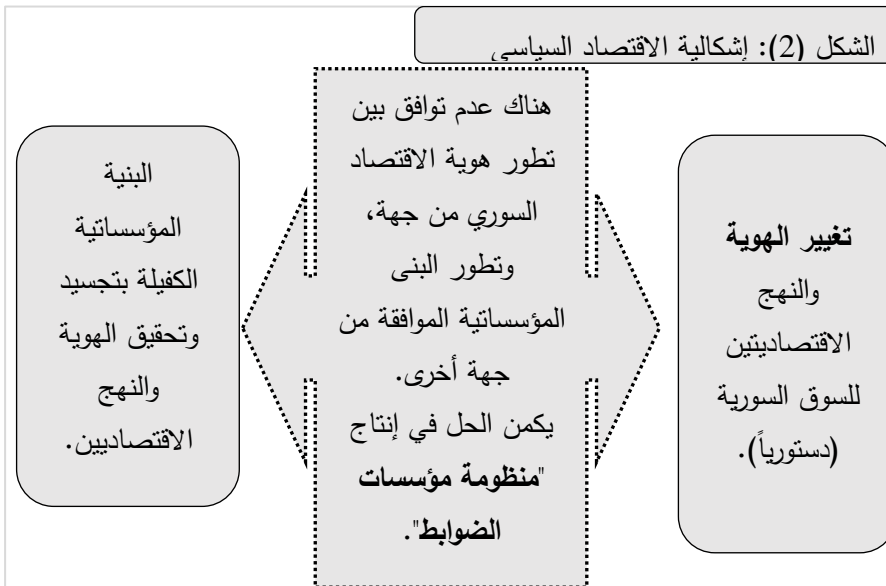 الشكل (2): إشكالية الاقتصاد السياسي
تغيير الهوية
والنهج
الاقتصاديتين
للسوق السورية
(دستورياً).
هناك عدم توافق بين
تطور هوية الاقتصاد
السوري من جهة،
وتطور البنى
المؤسساتية الموافقة من
جهة أخرى.
يكمن الحل في إنتاج
"منظومة مؤسسات
الضوابط".
البنية
المؤسساتية
الكفيلة بتجسيد
وتحقيق الهوية
والنهج
الاقتصاديين.